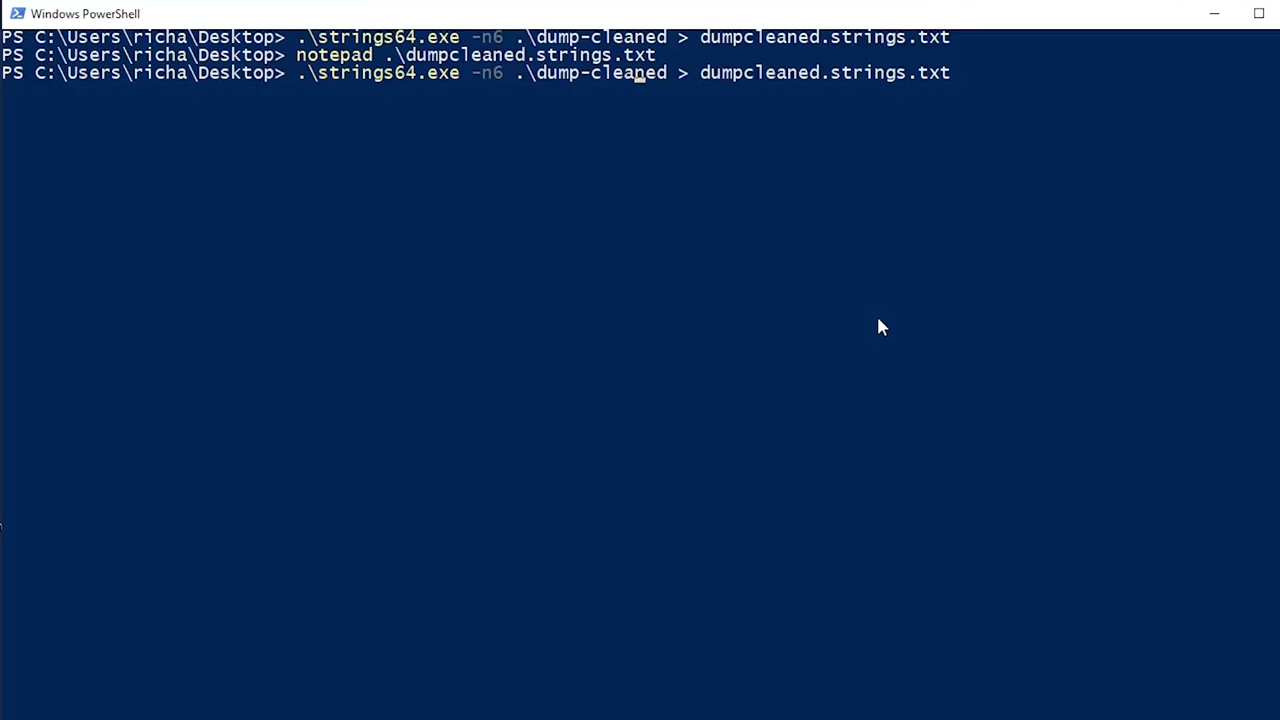 Windows PowerShell
PS C:\Users\richa\Desktop> .\strings64.exe -n6 .\dump-cleaned > dumpcleaned.strings.txt
PS C:\Users\richa\Desktop> notepad .\dumpcleaned.strings.txt
PS C:\Users\richa\Desktop> .\strings64.exe -n6 .\dump-cleaned > dumpcleaned.strings.txt